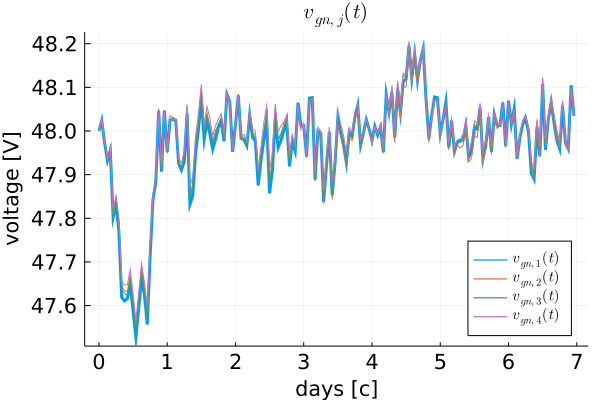 v_{gn, j}(t)
48.2
48.1
48.0
47.9
47.8
47.7
47.6
voltage [V]
v_{gn, 1}(t)
v_{gn, 2}(t)
v_{gn, 3}(t)
v_{gn, 4}(t)
0 1 2 3 4 5 6 7
days [c]